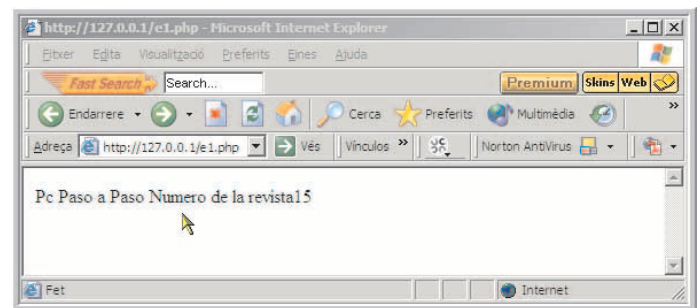 http://127.0.0.1/e1.php - Microsoft Internet Explorer
Fitxer Edita Visualització Preferits Eines Ajuda
Fast Search Search... Premium Skins Web
Endarrere Cerca Preferits Multimèdia »
Adreça http://127.0.0.1/e1.php Vés Vínculos » Norton AntiVirus
Pc Paso a Paso Numero de la revista15
Fet Internet